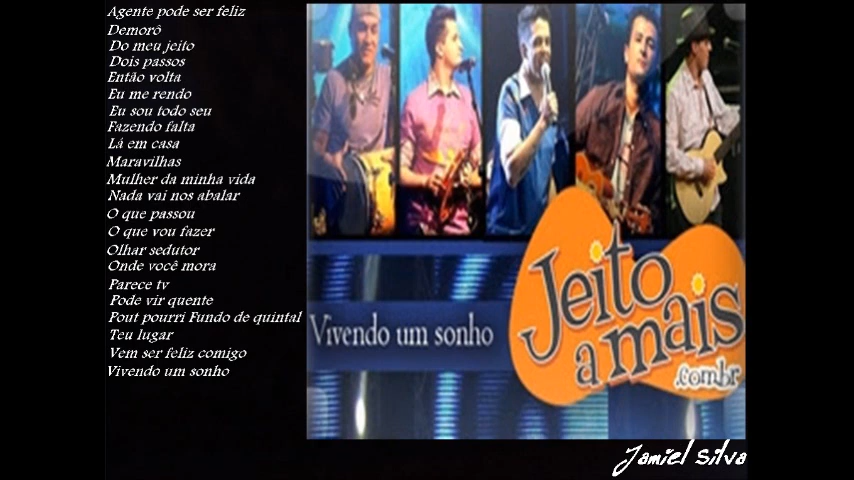 Agente pode ser feliz
Demorô
Do meu jeito
Dois passos
Então volta
Eu me rendo
Eu sou todo seu
Fazendo falta
Lá em casa
Maravilhas
Mulher da minha vida
Nada vai nos abalar
O que passou
O que vou fazer
Olhar sedutor
Onde você mora
Parece tv
Pode vir quente
Pout pourri Fundo de quintal
Teu lugar
Vem ser feliz comigo
Vivendo um sonho
Vivendo um sonho
Jeito
a mais
.com.br
Jamiel Silva